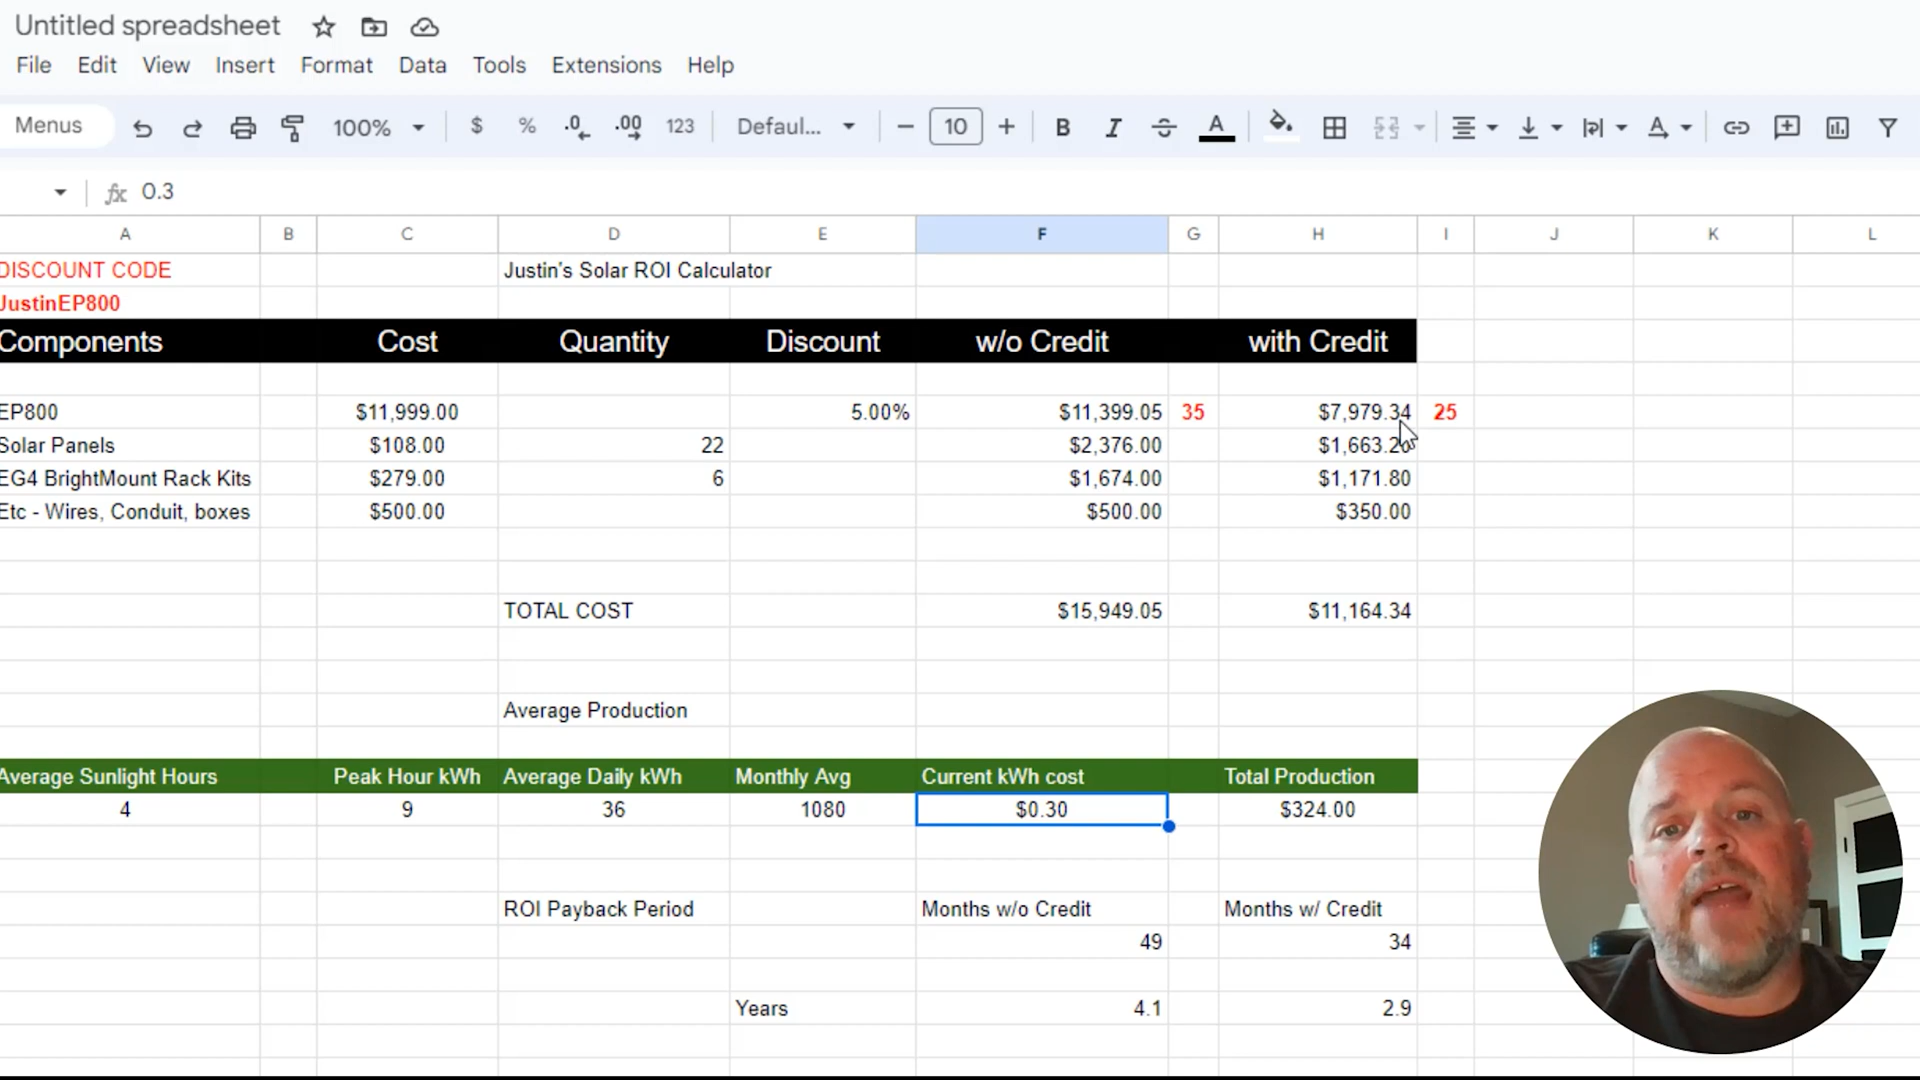 Untitled spreadsheet
File Edit View Insert Format Data Tools Extensions Help
Menus 100% $ % .0 .00 123 Defaul... 10 B I S A A
fx 0.3
A B C D E F G H I J K L
DISCOUNT CODE Justin's Solar ROI Calculator
JustinEP800
Components Cost Quantity Discount w/o Credit with Credit
EP800 $11,999.00 5.00% $11,399.05 35 $7,979.34 25
Solar Panels $108.00 22 $2,376.00 $1,663.20
EG4 BrightMount Rack Kits $279.00 6 $1,674.00 $1,171.80
Etc - Wires, Conduit, boxes $500.00 $500.00 $350.00
TOTAL COST $15,949.05 $11,164.34
Average Production
Average Sunlight Hours Peak Hour kWh Average Daily kWh Monthly Avg Current kWh cost Total Production
4 9 36 1080 $0.30 $324.00
ROI Payback Period Months w/o Credit Months w/ Credit
49 34
Years 4.1 2.9